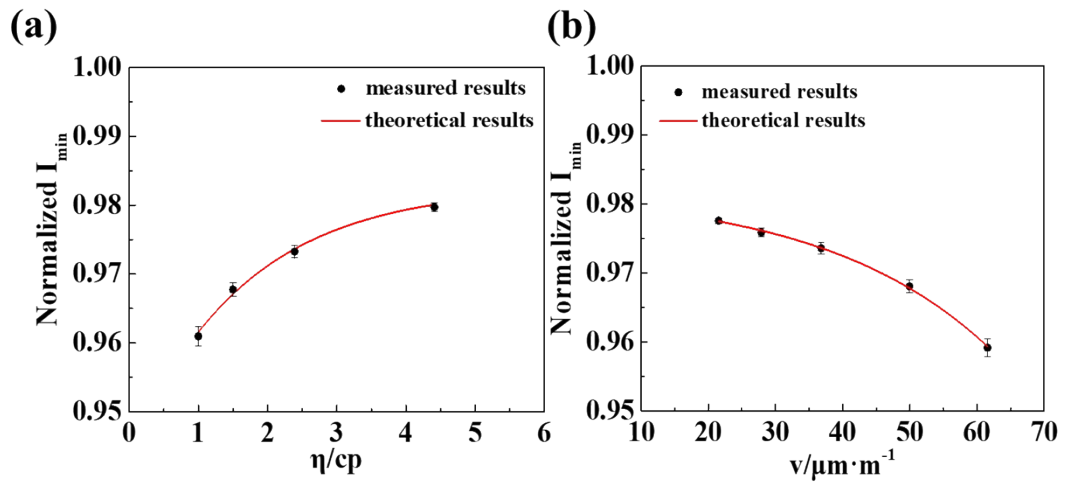 (a)
Normalized Imin
1.00
0.99
0.98
0.97
0.96
0.95
measured results
theoretical results
0 1 2 3 4 5 6
η/cp
(b)
Normalized Imin
1.00
0.99
0.98
0.97
0.96
0.95
measured results
theoretical results
10 20 30 40 50 60 70
v/μm·m⁻¹